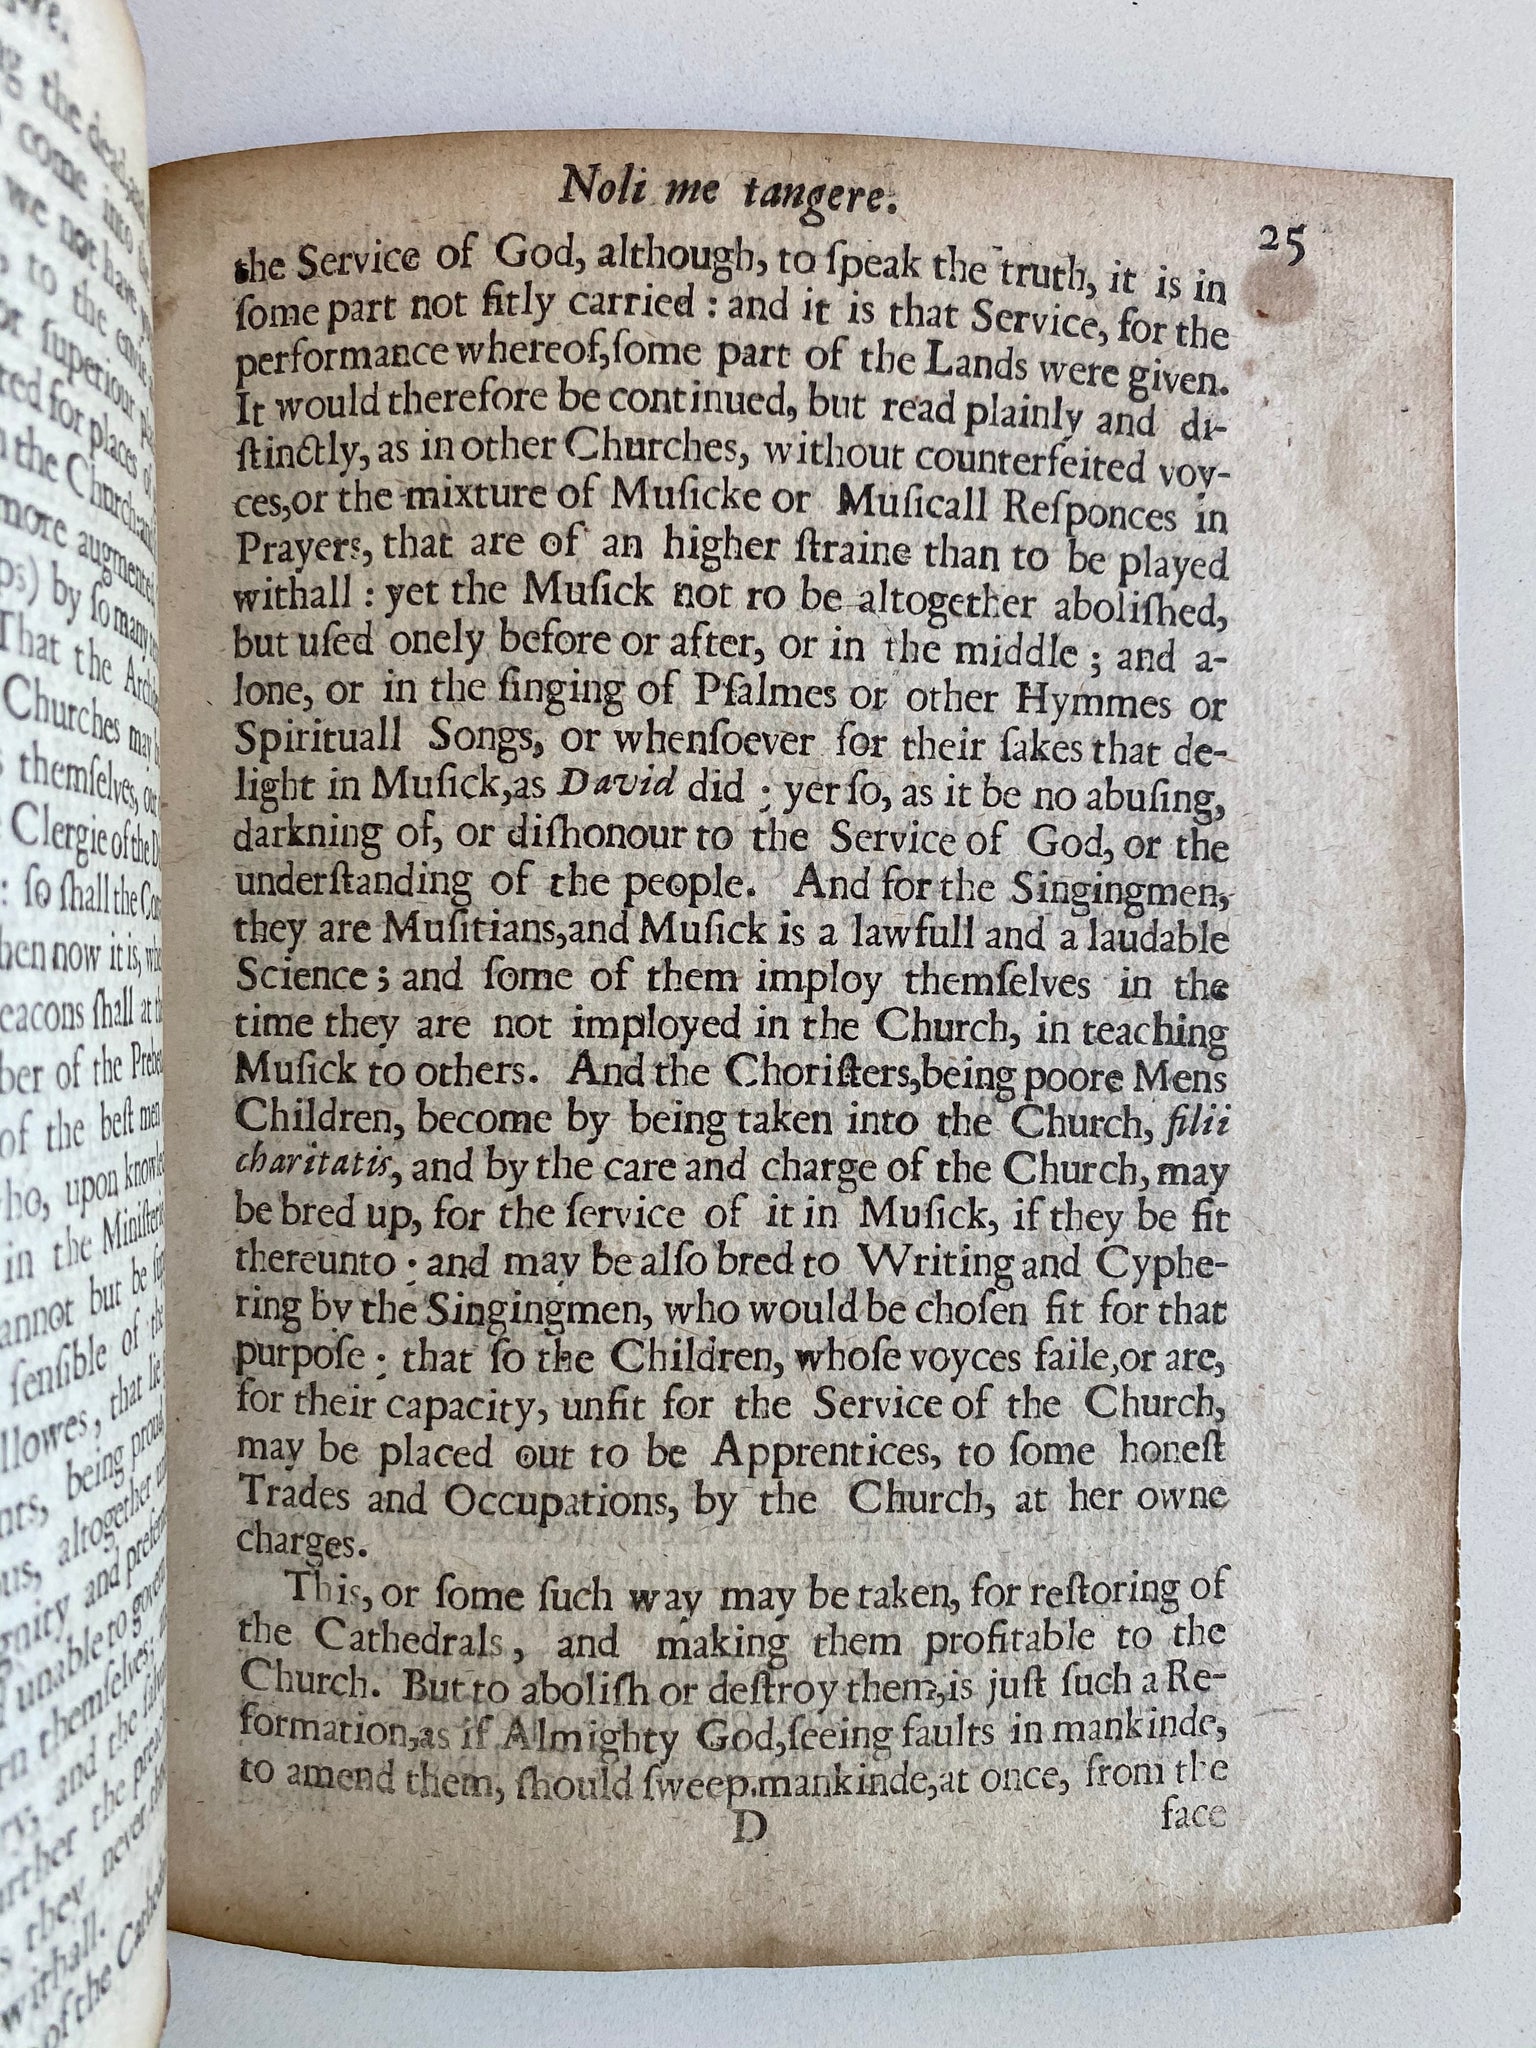 Noli me tangere.
25
the Service of God, although, to ſpeak the truth, it is in
ſome part not fitly carried : and it is that Service, for the
performance whereof,ſome part of the Lands were given.
It would therefore be continued, but read plainly and di-
ſtinctly, as in other Churches, without counterfeited voy-
ces,or the mixture of Muſicke or Muſicall Reſponces in
Prayers, that are of an higher ſtraine than to be played
withall : yet the Muſick not ro be altogether aboliſhed,
but uſed onely before or after, or in the middle ; and a-
lone, or in the ſinging of Pſalmes or other Hymmes or
Spirituall Songs, or whenſoever for their ſakes that de-
light in Muſick,as David did ; yer ſo, as it be no abuſing,
darkning of, or diſhonour to the Service of God, or the
underſtanding of the people. And for the Singingmen,
they are Muſitians,and Muſick is a lawfull and a laudable
Science ; and ſome of them imploy themſelves in the
time they are not imployed in the Church, in teaching
Muſick to others. And the Choriſters,being poore Mens
Children, become by being taken into the Church, filii
charitatis, and by the care and charge of the Church, may
be bred up, for the ſervice of it in Muſick, if they be fit
thereunto ; and may be alſo bred to Writing and Cyphe-
ring by the Singingmen, who would be choſen fit for that
purpoſe ; that ſo the Children, whoſe voyces faile,or are,
for their capacity, unfit for the Service of the Church,
may be placed out to be Apprentices, to ſome honeſt
Trades and Occupations, by the Church, at her owne
charges.
This, or ſome ſuch way may be taken, for reſtoring of
the Cathedrals, and making them profitable to the
Church. But to aboliſh or deſtroy them,is juſt ſuch a Re-
formation,as if Almighty God,ſeeing faults in mankinde,
to amend them, ſhould ſweep mankinde,at once, from the
D
face